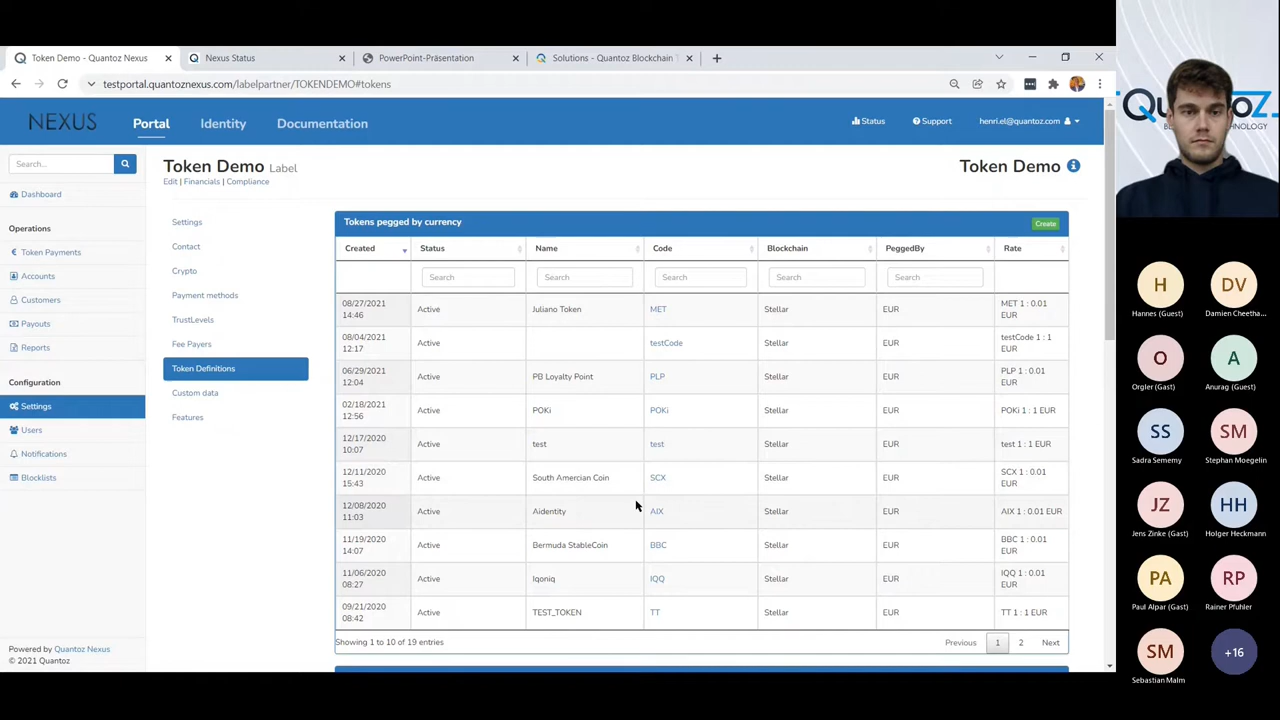 Token Demo - Quantoz Nexus
Nexus Status
PowerPoint-Präsentation
Solutions - Quantoz Blockchain T
testportal.quantoznexus.com/labelpartner/TOKENDEMO#tokens
NEXUS
Portal
Identity
Documentation
Status
Support
henri.el@quantoz.com
Search...
Dashboard
Operations
Token Payments
Accounts
Customers
Payouts
Reports
Configuration
Settings
Users
Notifications
Blocklists
Powered by Quantoz Nexus
© 2021 Quantoz
Token Demo Label
Edit | Financials | Compliance
Token Demo
Settings
Contact
Crypto
Payment methods
TrustLevels
Fee Payers
Token Definitions
Custom data
Features
Tokens pegged by currency
Create
Created Status Name Code Blockchain PeggedBy Rate
Search Search Search Search Search
08/27/2021 14:46 Active Juliano Token MET Stellar EUR MET 1 : 0.01 EUR
08/04/2021 12:17 Active testCode Stellar EUR testCode 1 : 1 EUR
06/29/2021 12:04 Active PB Loyalty Point PLP Stellar EUR PLP 1 : 0.01 EUR
02/18/2021 12:56 Active POKi POKi Stellar EUR POKi 1 : 1 EUR
12/17/2020 10:07 Active test test Stellar EUR test 1 : 1 EUR
12/11/2020 15:43 Active South Amercian Coin SCX Stellar EUR SCX 1 : 0.01 EUR
12/08/2020 11:03 Active Aidentity AIX Stellar EUR AIX 1 : 0.01 EUR
11/19/2020 14:07 Active Bermuda StableCoin BBC Stellar EUR BBC 1 : 0.01 EUR
11/06/2020 08:27 Active Iqoniq IQQ Stellar EUR IQQ 1 : 0.01 EUR
09/21/2020 08:42 Active TEST_TOKEN TT Stellar EUR TT 1 : 1 EUR
Showing 1 to 10 of 19 entries
Previous 1 2 Next
H
Hannes (Guest)
DV
Damien Cheetha...
O
Orgler (Gast)
A
Anurag (Guest)
SS
Sadra Sememy
SM
Stephan Moegelin
JZ
Jens Zinke (Gast)
HH
Holger Heckmann
PA
Paul Alpar (Gast)
RP
Rainer Pfuhler
SM
Sebastian Malm
+16